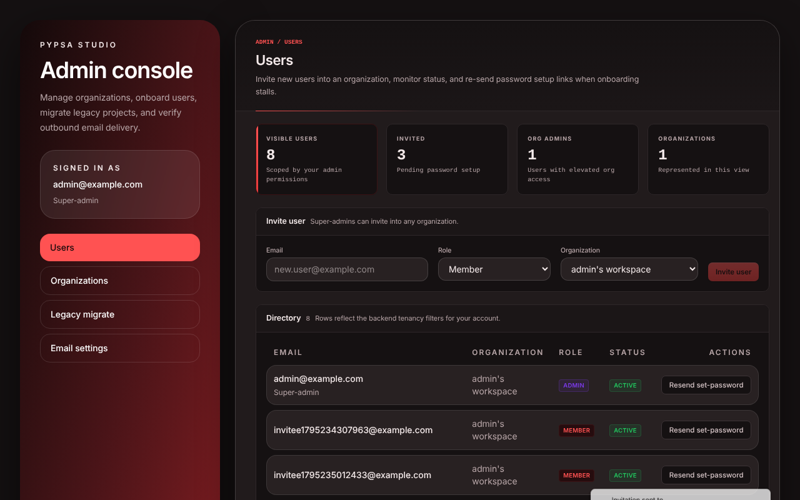 PYPSA STUDIO
Admin console
Manage organizations, onboard users,
migrate legacy projects, and verify
outbound email delivery.
SIGNED IN AS
admin@example.com
Super-admin
Users
Organizations
Legacy migrate
Email settings
ADMIN / USERS
Users
Invite new users into an organization, monitor status, and re-send password setup links when onboarding
stalls.
VISIBLE USERS
8
Scoped by your admin
permissions
INVITED
3
Pending password setup
ORG ADMINS
1
Users with elevated org
access
ORGANIZATIONS
1
Represented in this view
Invite user Super-admins can invite into any organization.
Email
new.user@example.com
Role
Member
Organization
admin's workspace
Invite user
Directory 8 Rows reflect the backend tenancy filters for your account.
EMAIL ORGANIZATION ROLE STATUS ACTIONS
admin@example.com
Super-admin
admin's
workspace
ADMIN
ACTIVE
Resend set-password
invitee1795234307963@example.com
admin's
workspace
MEMBER
ACTIVE
Resend set-password
invitee1795235012433@example.com
admin's
workspace
MEMBER
ACTIVE
Resend set-password
Invitation sent to